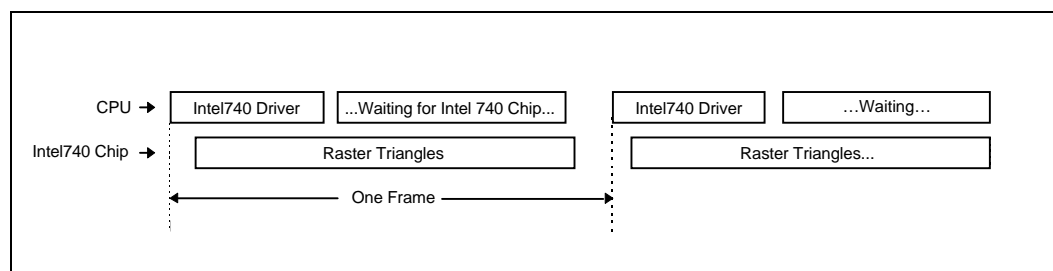 CPU Intel740 Driver ...Waiting for Intel 740 Chip... Intel740 Driver …Waiting…
Intel740 Chip Raster Triangles Raster Triangles...
One Frame